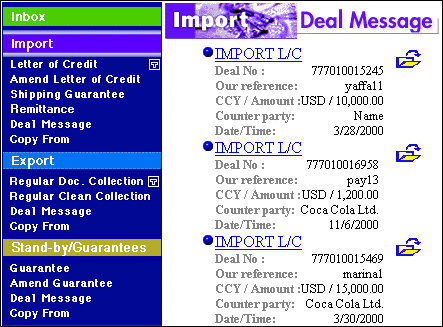 Inbox
Import
Letter of Credit
Amend Letter of Credit
Shipping Guarantee
Remittance
Deal Message
Copy From
Export
Regular Doc. Collection
Regular Clean Collection
Deal Message
Copy From
Stand-by/Guarantees
Guarantee
Amend Guarantee
Deal Message
Copy From
Import Deal Message
IMPORT L/C
Deal No : 777010015245
Our reference: yaffa11
CCY / Amount :USD / 10,000.00
Counter party: Name
Date/Time: 3/28/2000
IMPORT L/C
Deal No : 777010016958
Our reference: pay13
CCY / Amount :USD / 1,200.00
Counter party: Coca Cola Ltd.
Date/Time: 11/6/2000
IMPORT L/C
Deal No : 777010015469
Our reference: marina1
CCY / Amount :USD / 15,000.00
Counter party: Coca Cola Ltd.
Date/Time: 3/30/2000